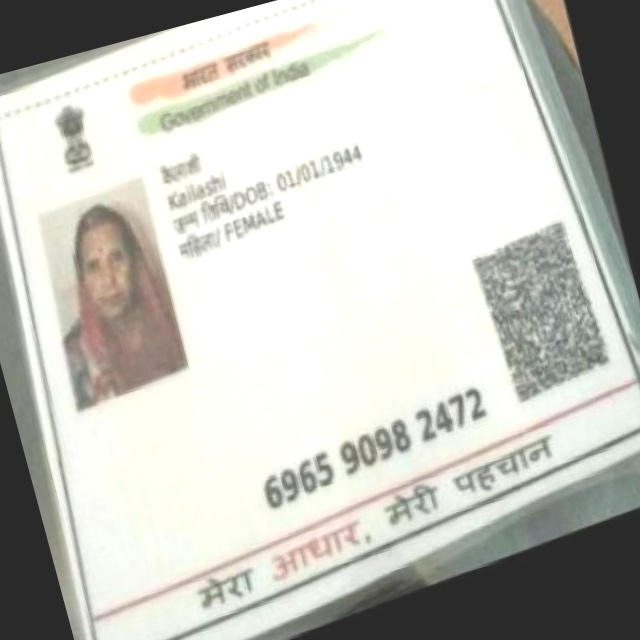 भारत सरकार
Government of India
कैलाशी
Kailashi
जन्म तिथि/DOB: 01/01/1944
महिला/ FEMALE
6965 9098 2472
मेरा आधार, मेरी पहचान